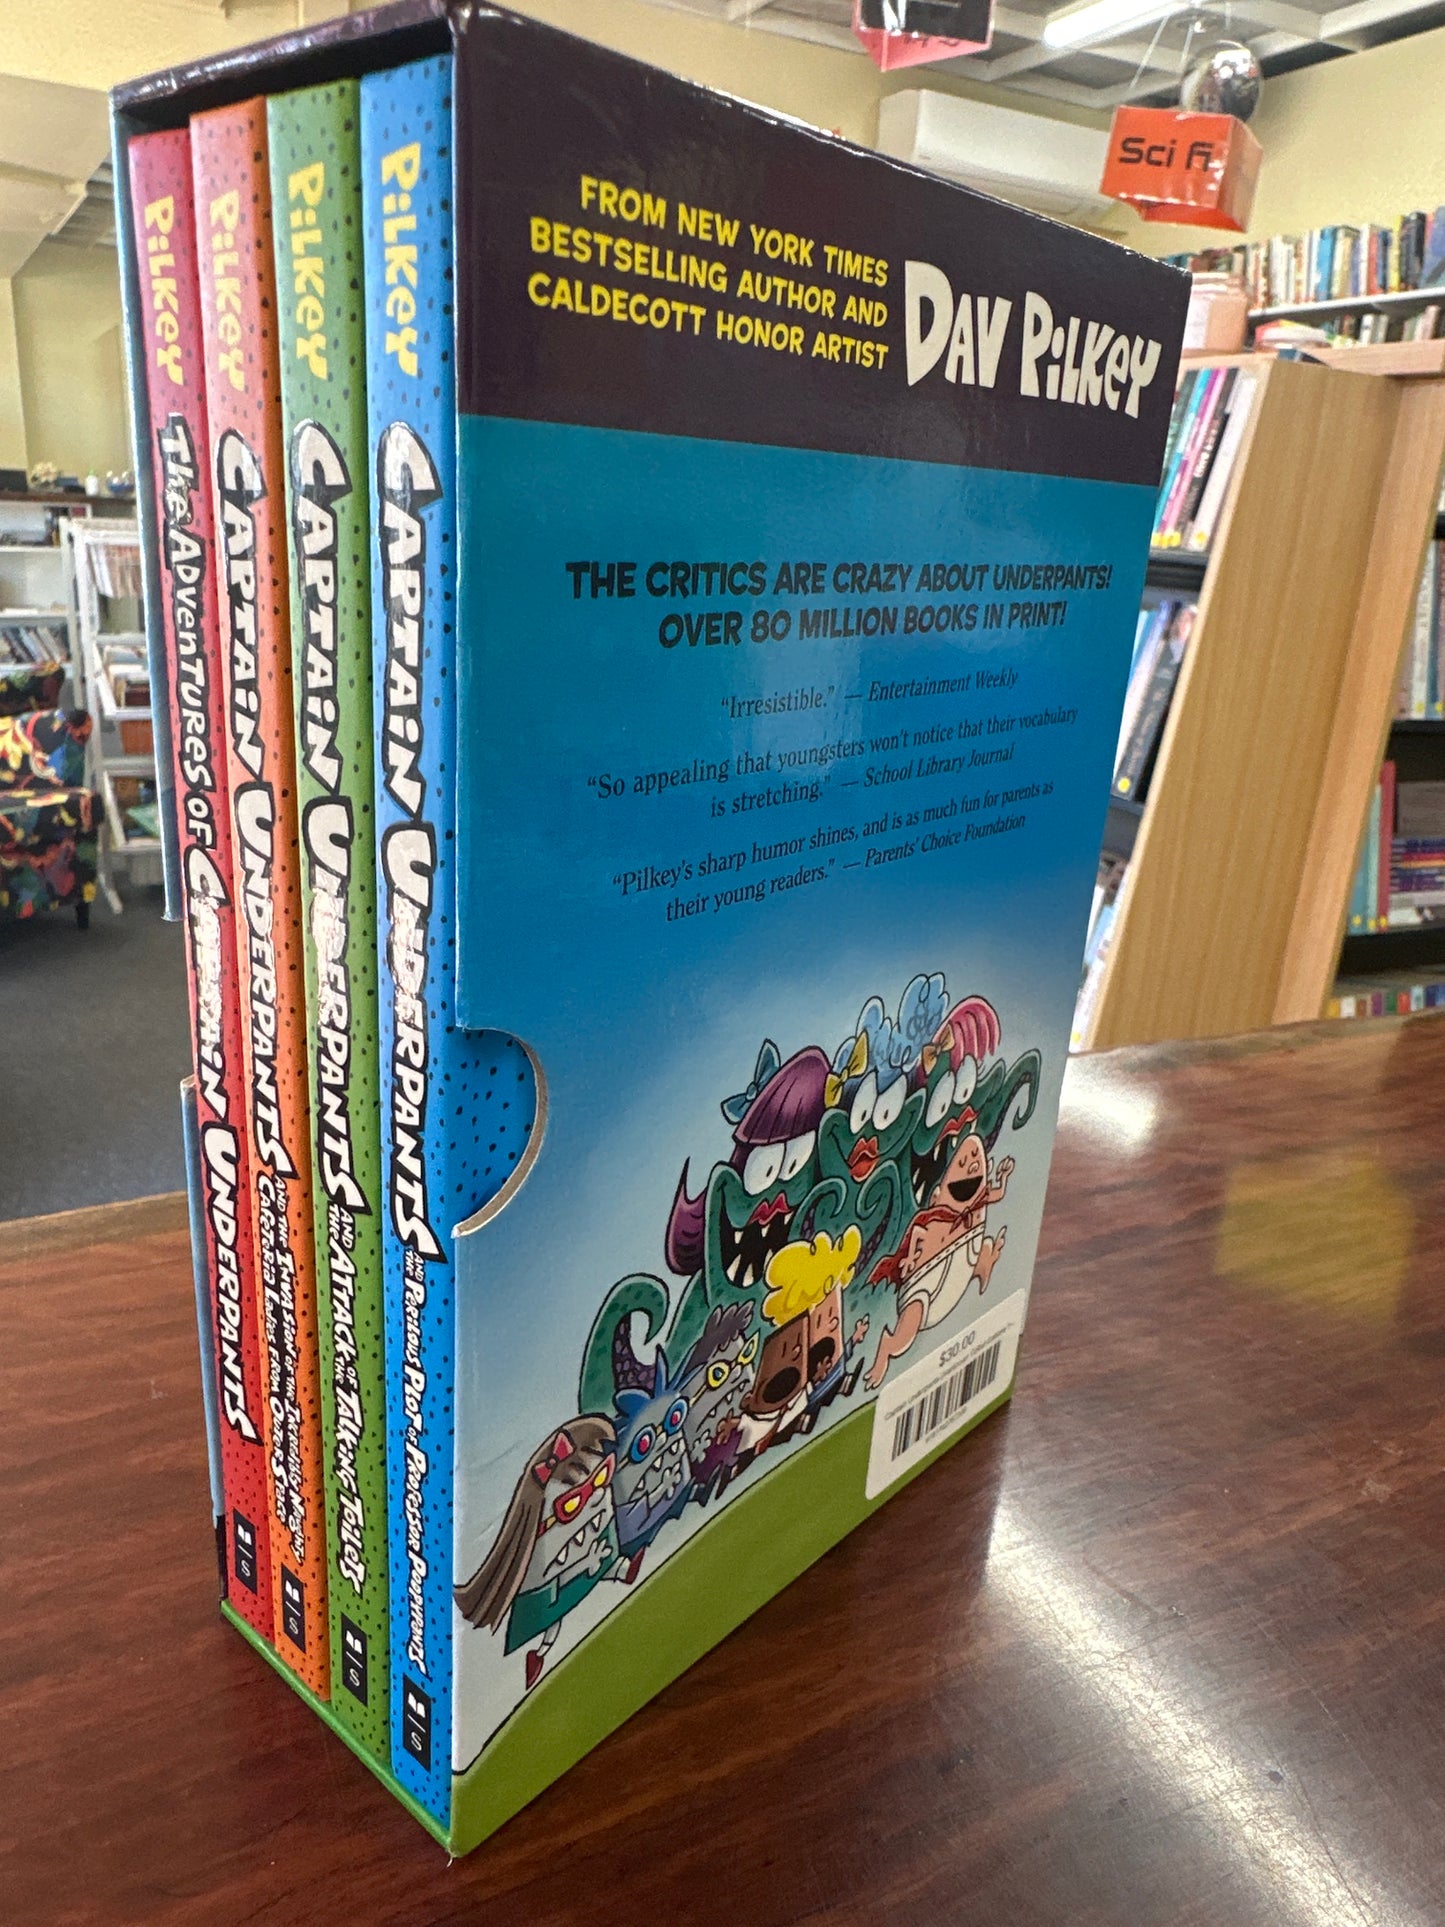 PiLKEY
THE ADVENTURES OF CAPTAIN UNDERPANTS
PiLKEY
CAPTAIN UNDERPANTS
AND THE INVASION OF THE INCREDIBLY NAUGHTY
CAFETERIA LADIES FROM OUTER SPACE
S
PiLKEY
CAPTAIN UNDERPANTS
AND THE ATTACK OF THE TALKING TOILETS
S
PiLKEY
CAPTAIN UNDERPANTS
AND THE PERILOUS PLOT OF PROFESSOR POOPYPANTS
S
FROM NEW YORK TIMES
BESTSELLING AUTHOR AND
CALDECOTT HONOR ARTIST
DAV PiLKEY
THE CRITICS ARE CRAZY ABOUT UNDERPANTS!
OVER 80 MILLION BOOKS IN PRINT!
“Irresistible.” — Entertainment Weekly
“So appealing that youngsters won't notice that their vocabulary
is stretching.” — School Library Journal
“Pilkey's sharp humor shines, and is as much fun for parents as
their young readers.” — Parents' Choice Foundation
$30.00
Sci fi